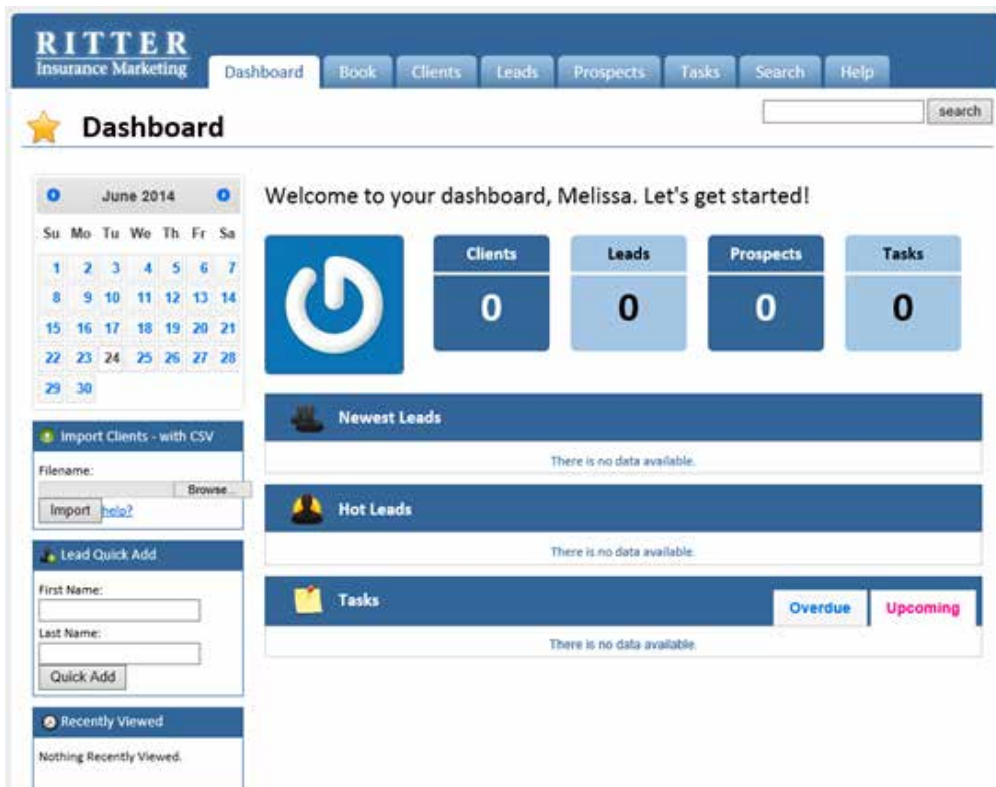 RITTER
Insurance Marketing
Dashboard Book Clients Leads Prospects Tasks Search Help
search
Dashboard
June 2014
Su Mo Tu We Th Fr Sa
1 2 3 4 5 6 7
8 9 10 11 12 13 14
15 16 17 18 19 20 21
22 23 24 25 26 27 28
29 30
Import Clients - with CSV
Filename:
Browse...
Import help?
Lead Quick Add
First Name:
Last Name:
Quick Add
Recently Viewed
Nothing Recently Viewed.
Welcome to your dashboard, Melissa. Let's get started!
Clients Leads Prospects Tasks
0 0 0 0
Newest Leads
There is no data available.
Hot Leads
There is no data available.
Tasks Overdue Upcoming
There is no data available.